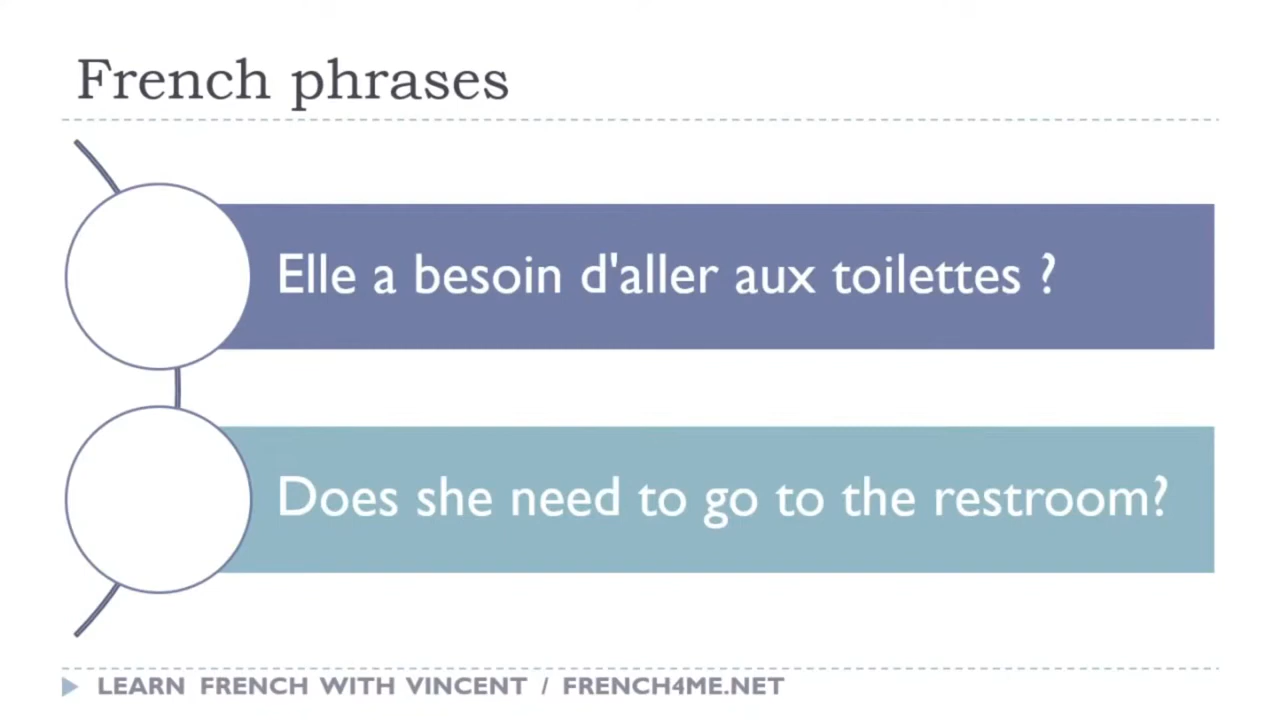 French phrases
Elle a besoin d'aller aux toilettes ?
Does she need to go to the restroom?
LEARN FRENCH WITH VINCENT / FRENCH4ME.NET